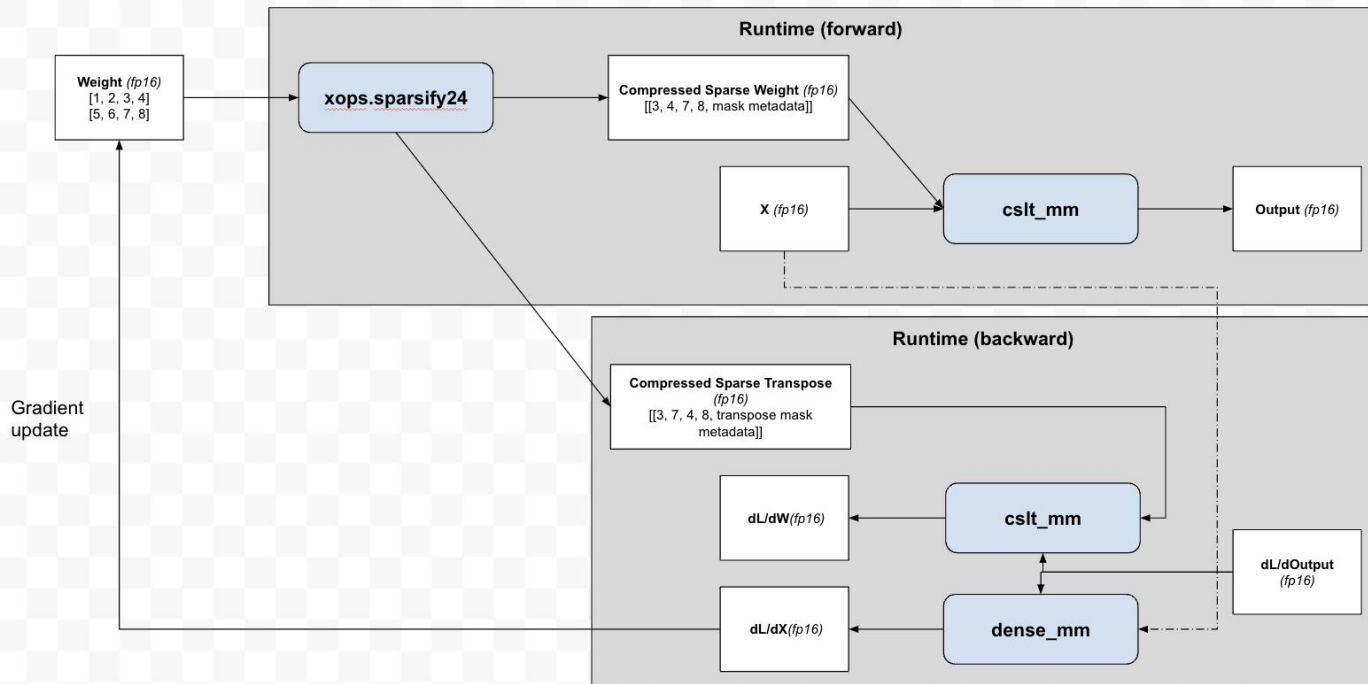 Runtime (forward)
Weight (fp16)
[1, 2, 3, 4]
[5, 6, 7, 8]
xops.sparsify24
Compressed Sparse Weight (fp16)
[[3, 4, 7, 8, mask metadata]]
X (fp16)
cslt_mm
Output (fp16)
Runtime (backward)
Compressed Sparse Transpose
(fp16)
[[3, 7, 4, 8, transpose mask
metadata]]
Gradient
update
dL/dW(fp16)
cslt_mm
dL/dOutput
(fp16)
dL/dX(fp16)
dense_mm